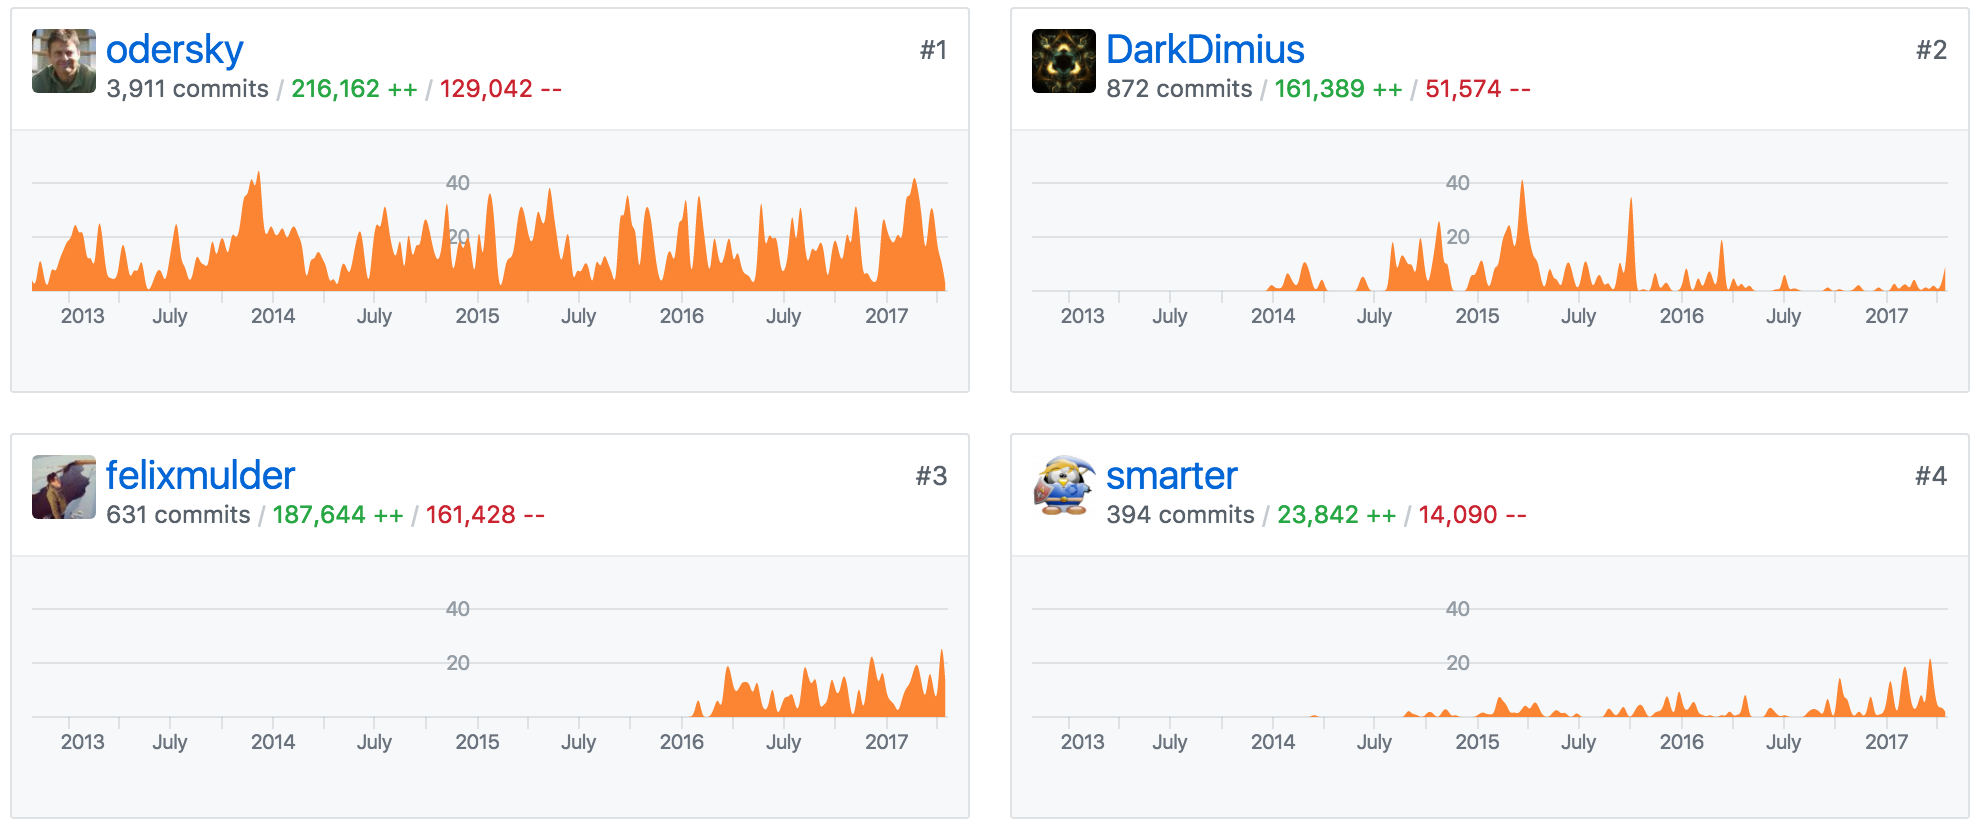 odersky
#1
3,911 commits / 216,162 ++ / 129,042 --
40
20
2013 July 2014 July 2015 July 2016 July 2017
DarkDimius
#2
872 commits / 161,389 ++ / 51,574 --
40
20
2013 July 2014 July 2015 July 2016 July 2017
felixmulder
#3
631 commits / 187,644 ++ / 161,428 --
40
20
2013 July 2014 July 2015 July 2016 July 2017
smarter
#4
394 commits / 23,842 ++ / 14,090 --
40
20
2013 July 2014 July 2015 July 2016 July 2017